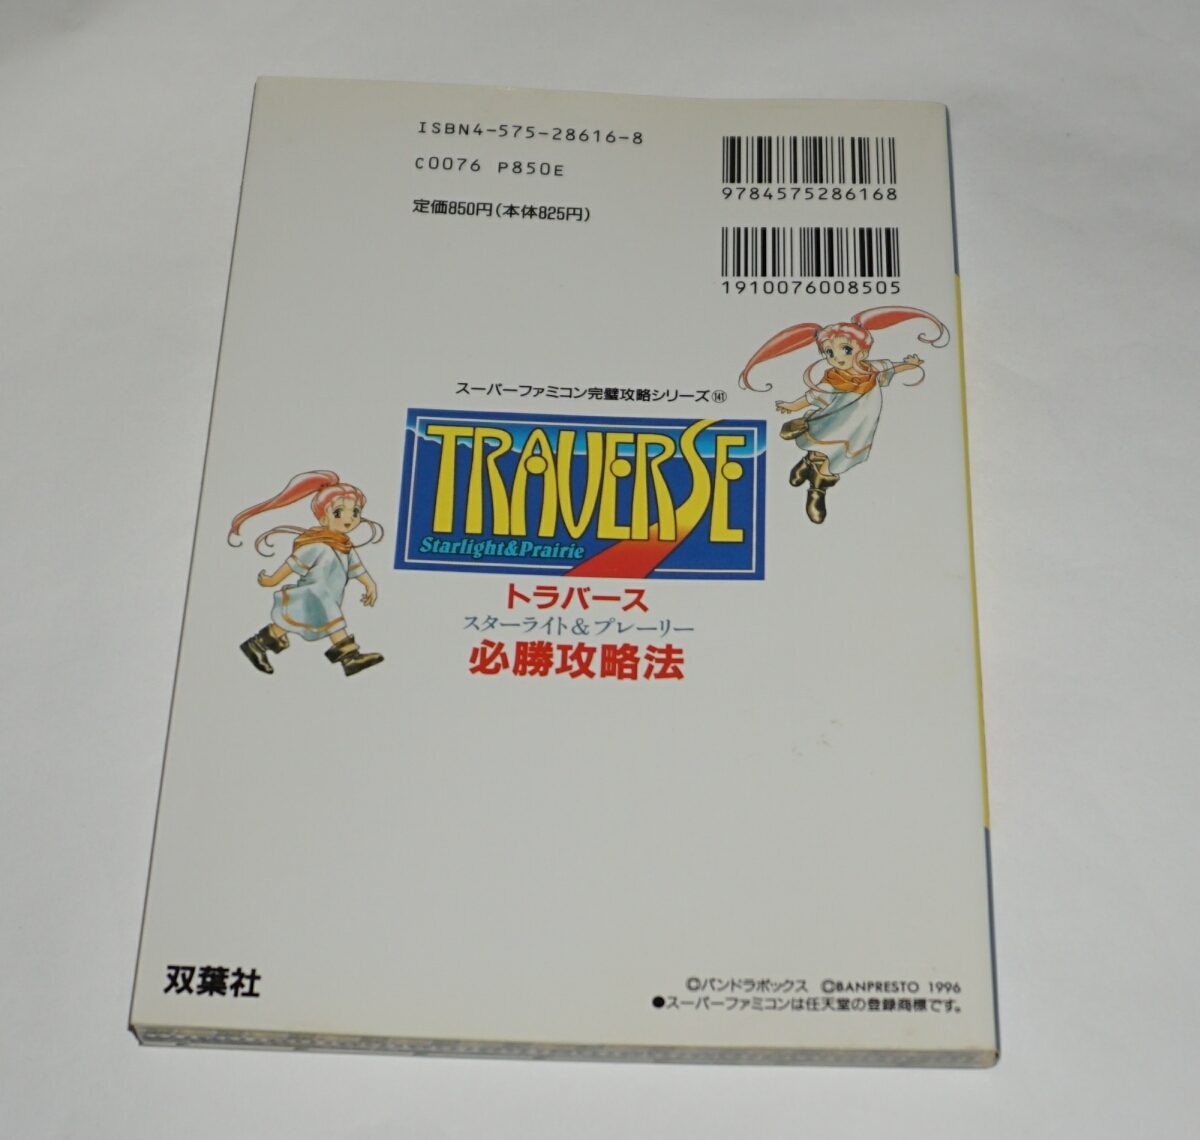 ISBN4-575-28616-8
C0076 P850E
定価850円(本体825円)
9784575286168
1910076008505
スーパーファミコン完璧攻略シリーズ141
TRAVERSE
Starlight&Prairie
トラバース
スターライト&プレーリー
必勝攻略法
双葉社
©パンドラボックス ©BANPRESTO 1996
●スーパーファミコンは任天堂の登録商標です。